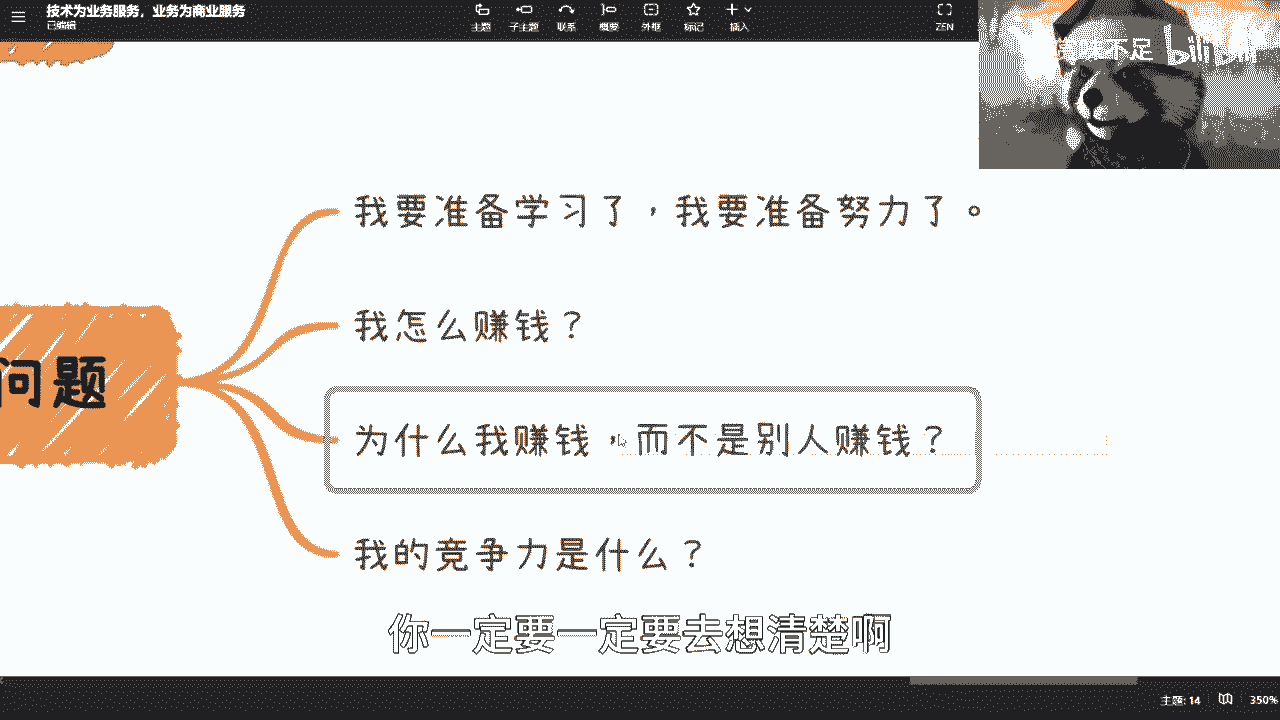 技术为业务服务，业务为商业服务
已编辑
主题 子主题 联系 概要 外框 标记 插入
ZEN
不足 bilibili
我要准备学习了，我要准备努力了。
我怎么赚钱？
问题
为什么我赚钱，而不是别人赚钱？
我的竞争力是什么？
你一定要一定要去想清楚啊
主题: 14
350%